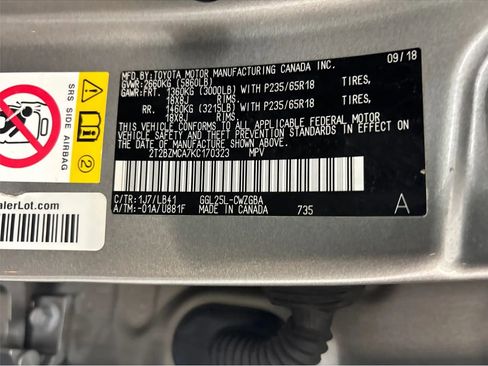 MFD.BY:TOYOTA MOTOR MANUFACTURING CANADA INC. 09/18
GVWR:2660KG (5860LB)
GAWR:FRT. 1360KG (3000LB) WITH P235/65R18 TIRES,
18X8J RIMS.
RR. 1460KG (3215LB) WITH P235/65R18 TIRES,
18X8J RIMS.
THIS VEHICLE CONFORMS TO ALL APPLICABLE FEDERAL MOTOR
VEHICLE SAFETY AND THEFT PREVENTION STANDARDS IN EFFECT ON
THE DATE OF MANUFACTURE SHOWN ABOVE.
2T2BZMCA7KC170323 MPV
C/TR:1J7/LB41 GGL25L-CWZGBA
A/TM:-01A/U881F MADE IN CANADA 735 A
SRS SIDE AIRBAG
alerLot.com